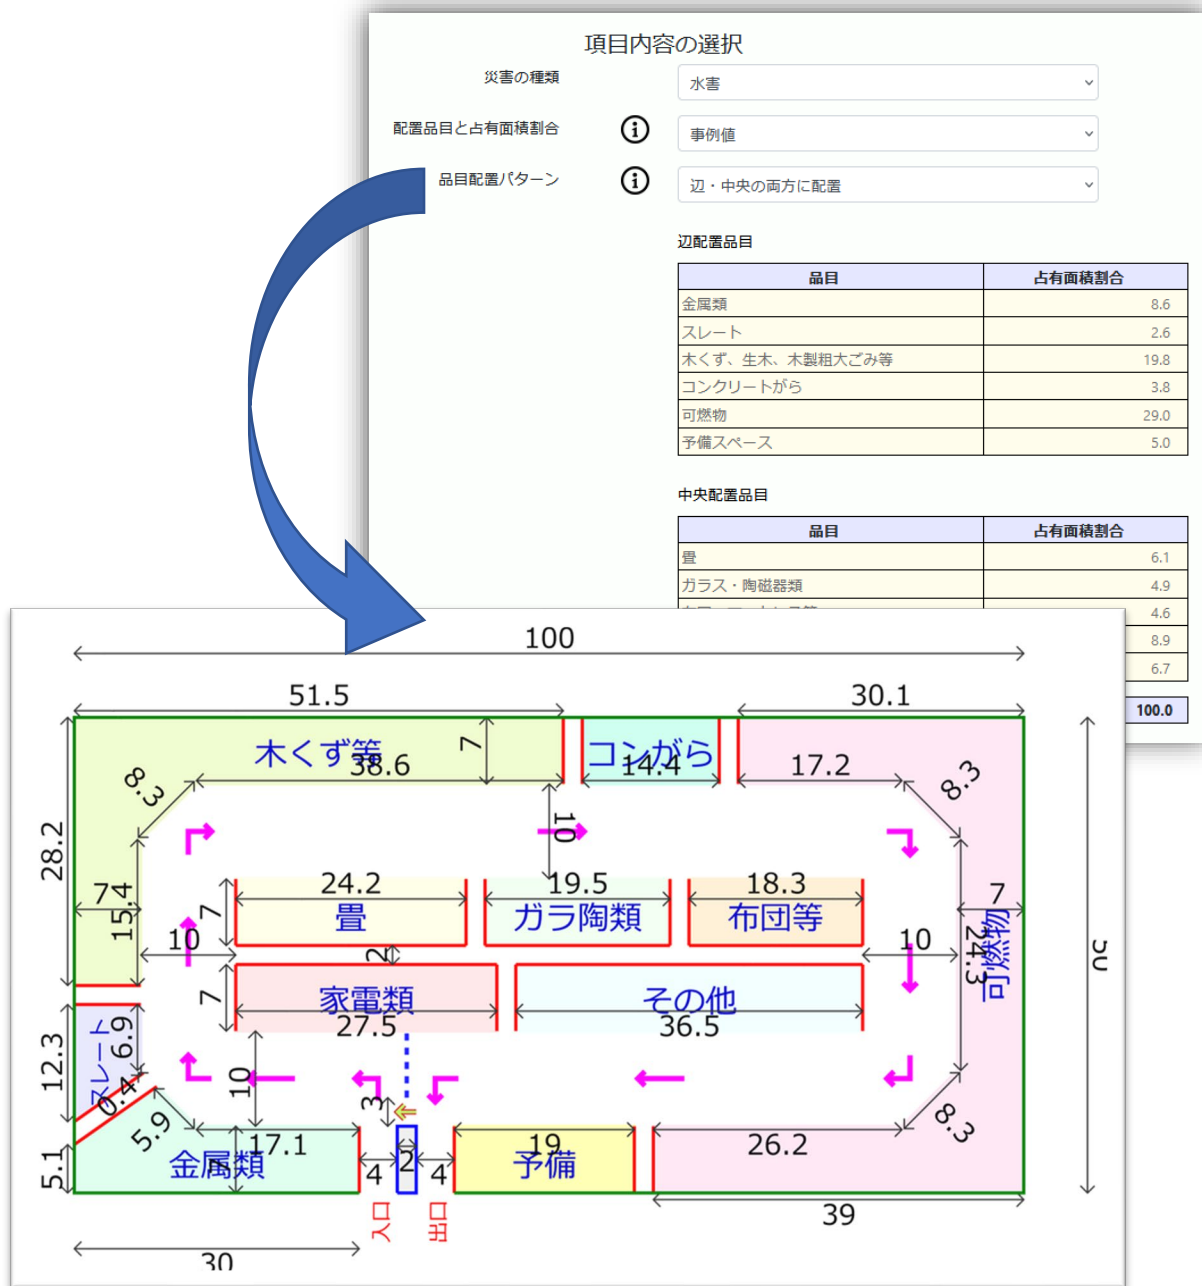 項目内容の選択
災害の種類
水害
配置品目と占有面積割合
事例値
品目配置パターン
辺・中央の両方に配置
辺配置品目
品目 占有面積割合
金属類 8.6
スレート 2.6
木くず、生木、木製粗大ごみ等 19.8
コンクリートがら 3.8
可燃物 29.0
予備スペース 5.0
中央配置品目
品目 占有面積割合
畳 6.1
ガラス・陶磁器類 4.9
4.6
8.9
6.7
100.0
100
51.5 30.1
木くず等 7 コンがら
38.6 14.4 17.2
8.3 8.3
28.2 10
7 15.4 7 24.2 19.5 18.3 7
畳 ガラ陶類 布団等 可燃物 24.3 50
10 2 10
7 家電類 その他
27.5 36.5
12.3 スレート 6.9
10
0.4 3
5.9 17.1 19 26.2 8.3
5.1 金属類 7 4 2 4 予備
入口 出口 39
30